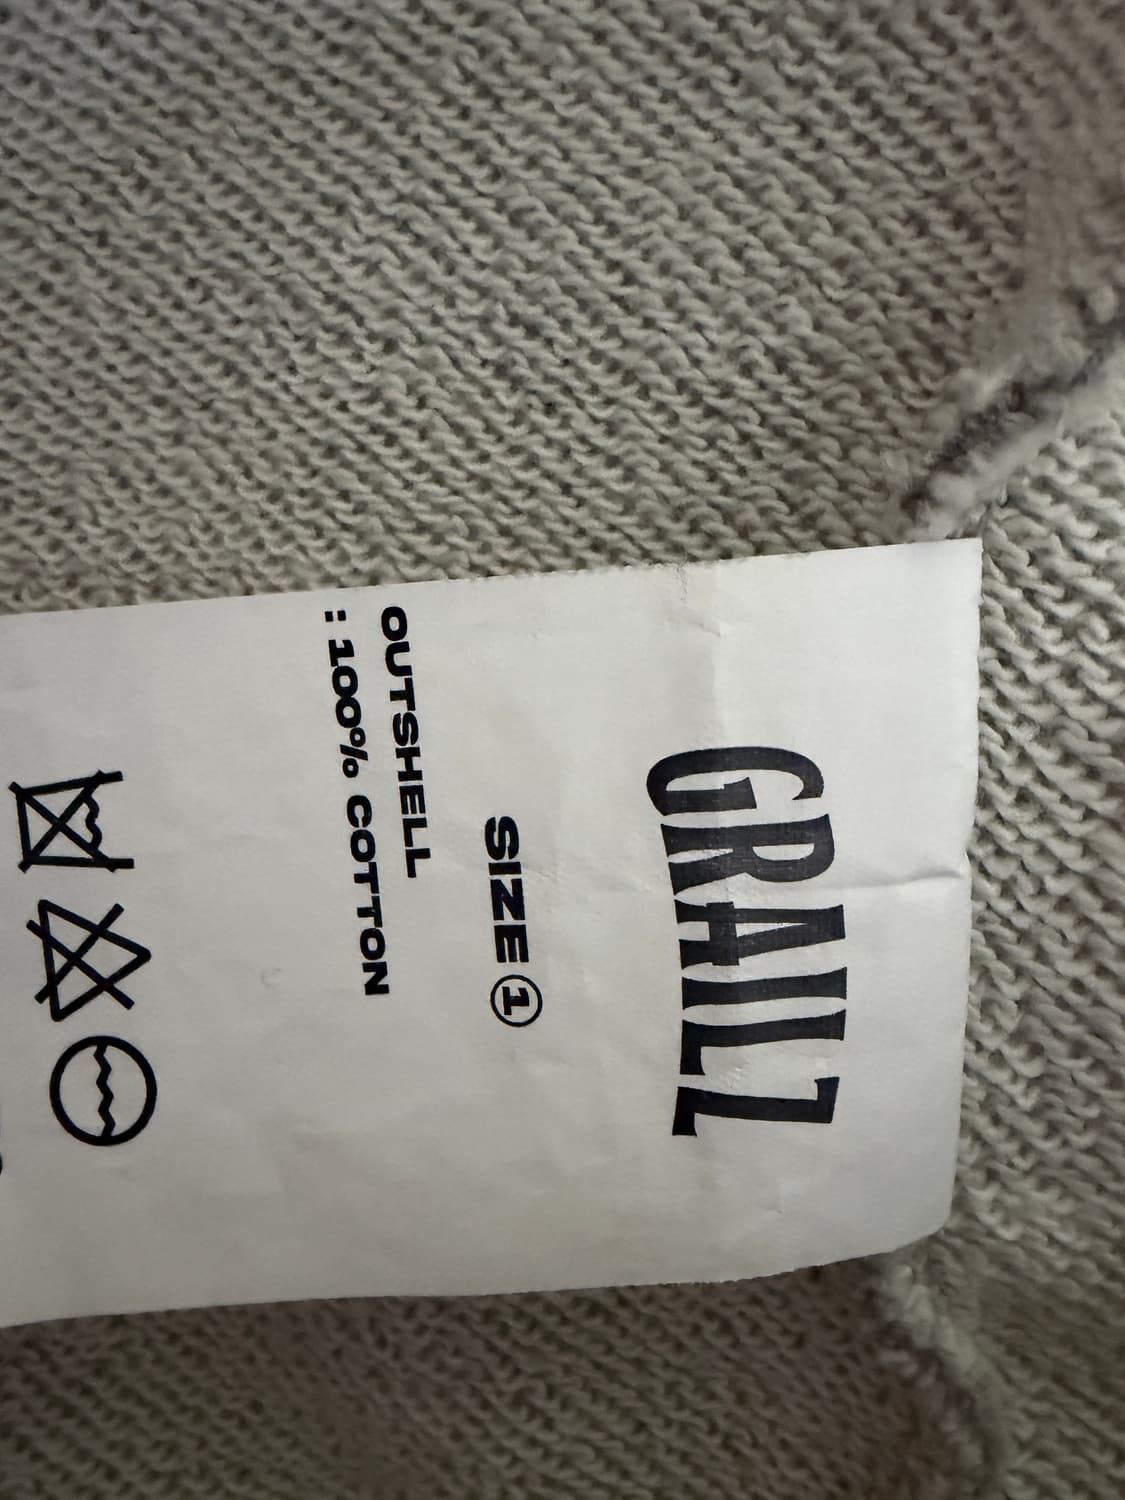 GRAILZ
SIZE 1
OUTSHELL
: 100% COTTON